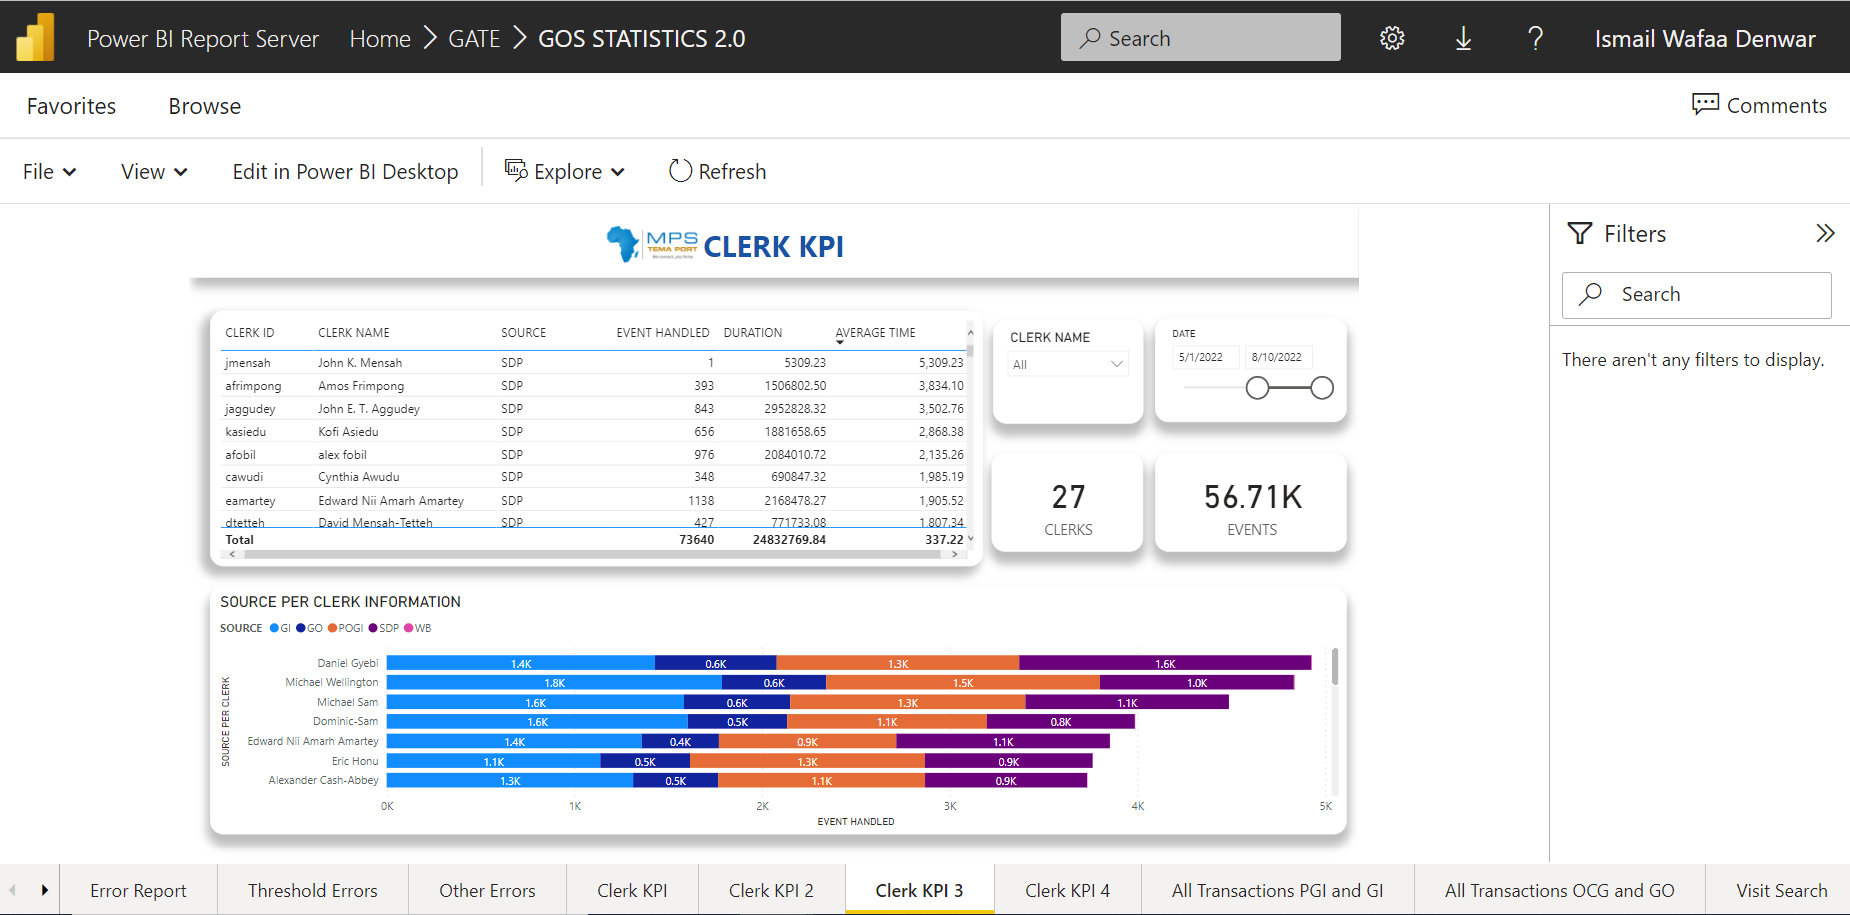 Power BI Report Server Home GATE GOS STATISTICS 2.0 Search ? Ismail Wafaa Denwar
Favorites Browse Comments
File View Edit in Power BI Desktop Explore Refresh
MPS
TEMA PORT
CLERK KPI
Filters
Search
There aren't any filters to display.
CLERK ID CLERK NAME SOURCE EVENT HANDLED DURATION AVERAGE TIME
jmensah John K. Mensah SDP 1 5309.23 5,309.23
afrimpong Amos Frimpong SDP 393 1506802.50 3,834.10
jaggudey John E. T. Aggudey SDP 843 2952828.32 3,502.76
kasiedu Kofi Asiedu SDP 656 1881658.65 2,868.38
afobil alex fobil SDP 976 2084010.72 2,135.26
cawudi Cynthia Awudu SDP 348 690847.32 1,985.19
eamartey Edward Nii Amarh Amartey SDP 1138 2168478.27 1,905.52
dtetteh David Mensah-Tetteh SDP 427 771733.08 1,807.34
Total 73640 24832769.84 337.22
CLERK NAME
All
DATE
5/1/2022 8/10/2022
27
CLERKS
56.71K
EVENTS
SOURCE PER CLERK INFORMATION
SOURCE GI GO POGI SDP WB
SOURCE PER CLERK
Daniel Gyebi 1.4K 0.6K 1.3K 1.6K
Michael Wellington 1.8K 0.6K 1.5K 1.0K
Michael Sam 1.6K 0.6K 1.3K 1.1K
Dominic-Sam 1.6K 0.5K 1.1K 0.8K
Edward Nii Amarh Amartey 1.4K 0.4K 0.9K 1.1K
Eric Honu 1.1K 0.5K 1.3K 0.9K
Alexander Cash-Abbey 1.3K 0.5K 1.1K 0.9K
0K 1K 2K 3K 4K 5K
EVENT HANDLED
Error Report Threshold Errors Other Errors Clerk KPI Clerk KPI 2 Clerk KPI 3 Clerk KPI 4 All Transactions PGI and GI All Transactions OCG and GO Visit Search